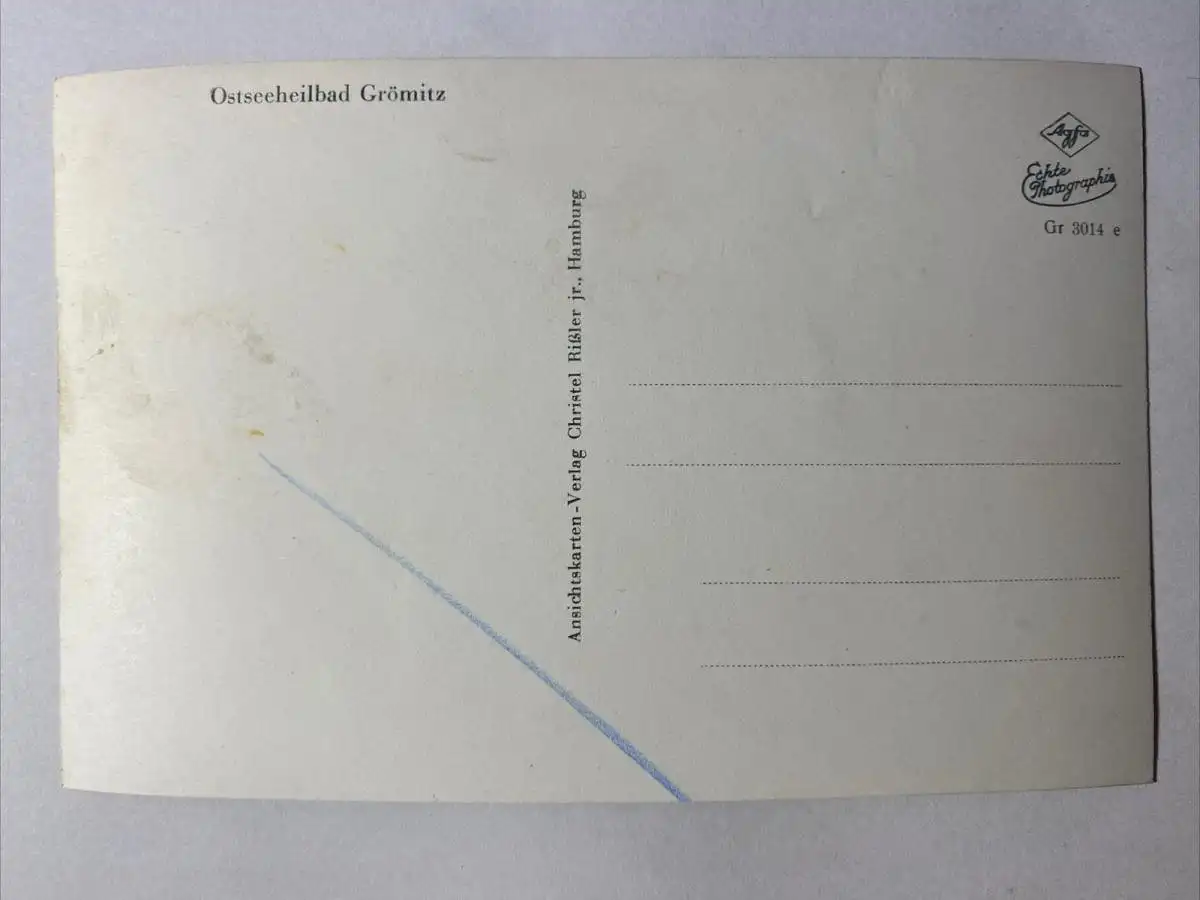 Ostseeheilbad Grömitz
Agfa
Echte
Photographie
Gr 3014 e
Ansichtskarten-Verlag Christel Rißler jr., Hamburg